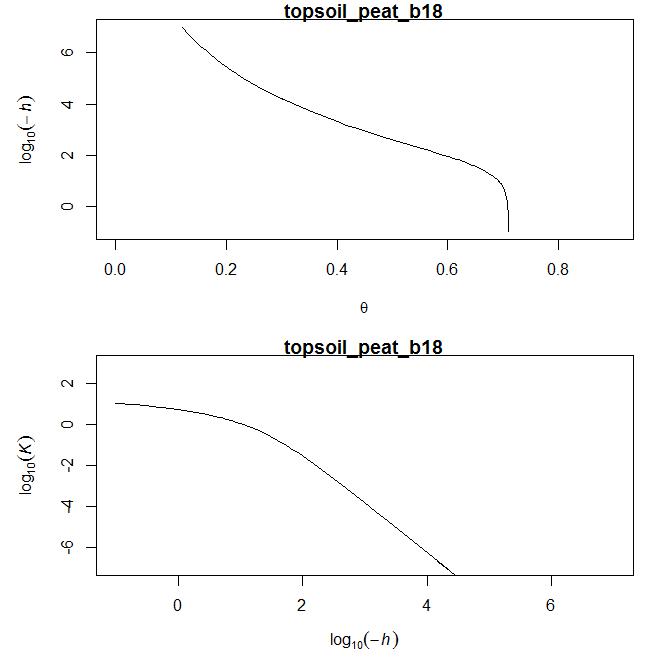 topsoil_peat_b18
6
4
2
0
log₁₀(−h)
0.0 0.2 0.4 0.6 0.8
θ
topsoil_peat_b18
2
0
-2
-4
-6
log₁₀(K)
0 2 4 6
log₁₀(−h)